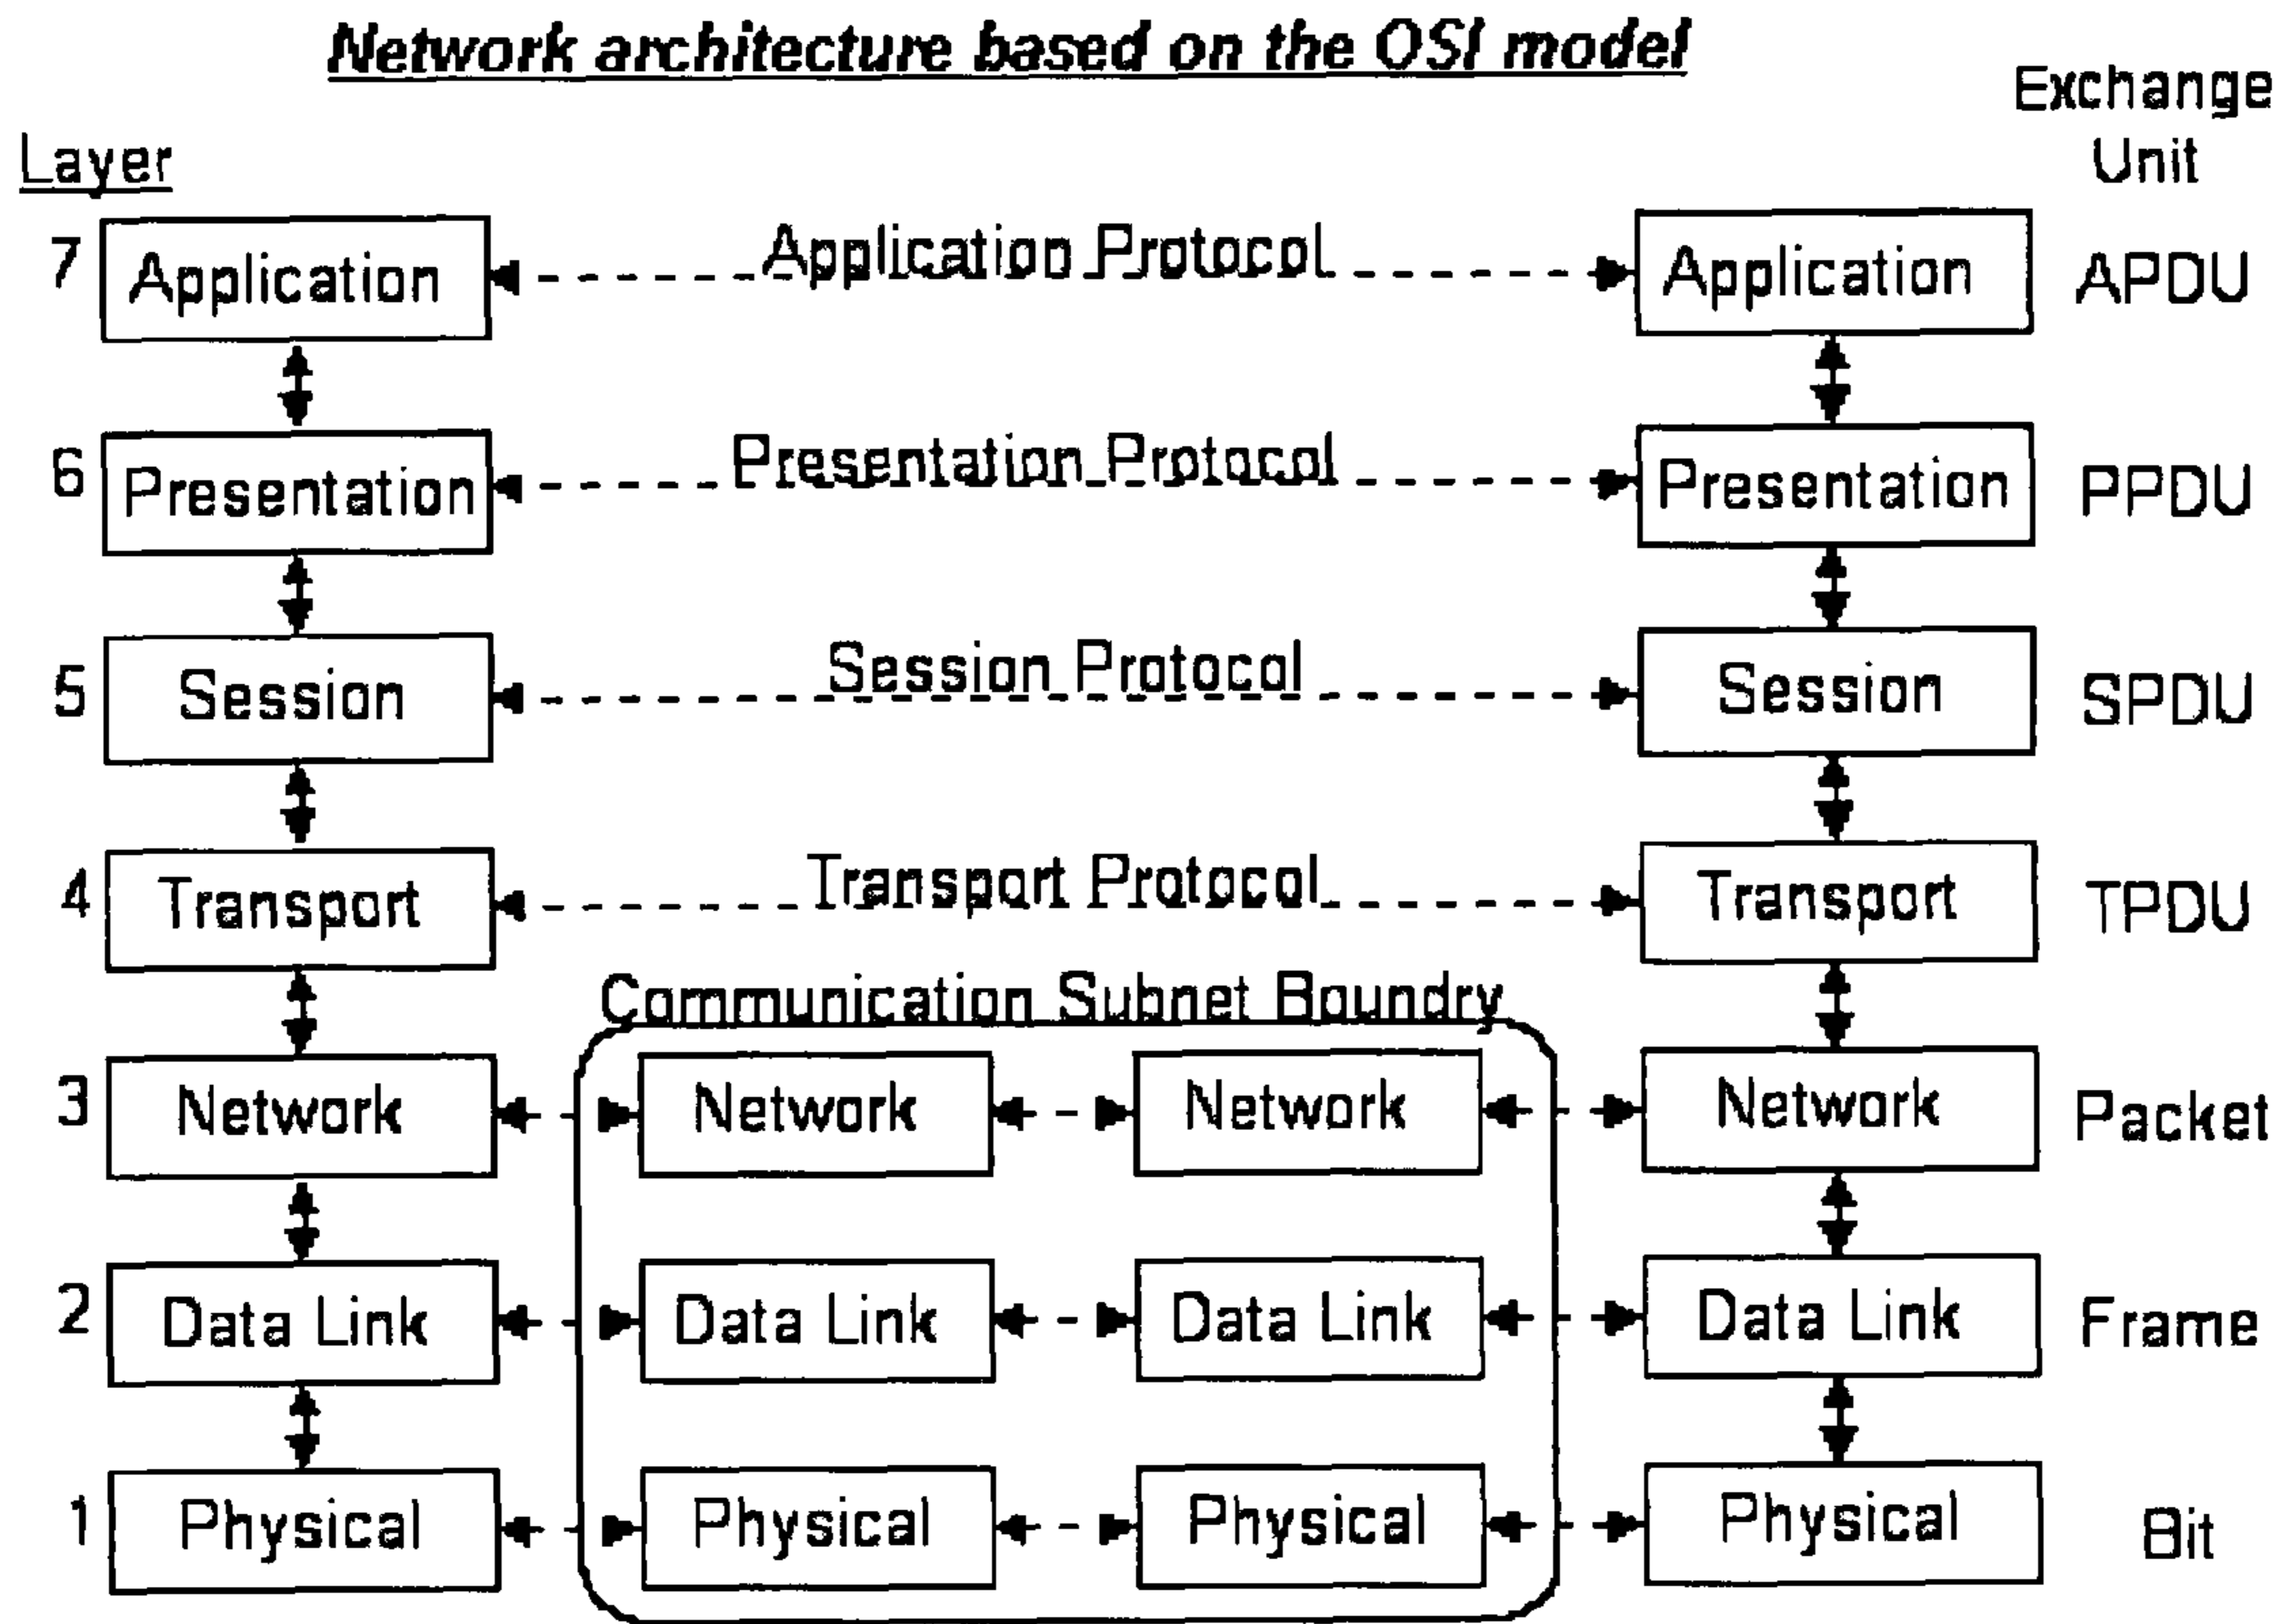 Network architecture based on the OSI model
Exchange
Unit
Layer
7 Application Application Protocol Application APDU
6 Presentation Presentation Protocol Presentation PPDU
5 Session Session Protocol Session SPDU
4 Transport Transport Protocol Transport TPDU
Communication Subnet Boundry
3 Network Network Network Network Packet
2 Data Link Data Link Data Link Data Link Frame
1 Physical Physical Physical Physical Bit